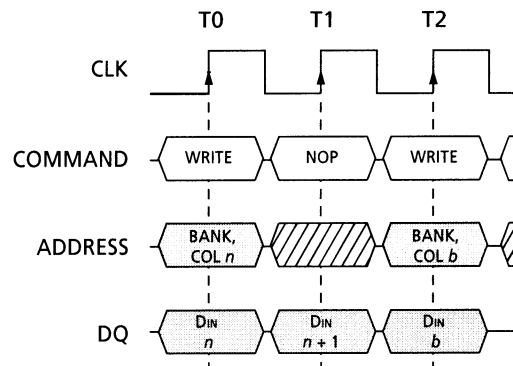 T0 T1 T2
CLK
COMMAND WRITE NOP WRITE
ADDRESS BANK, COL n BANK, COL b
DQ DIN n DIN n + 1 DIN b